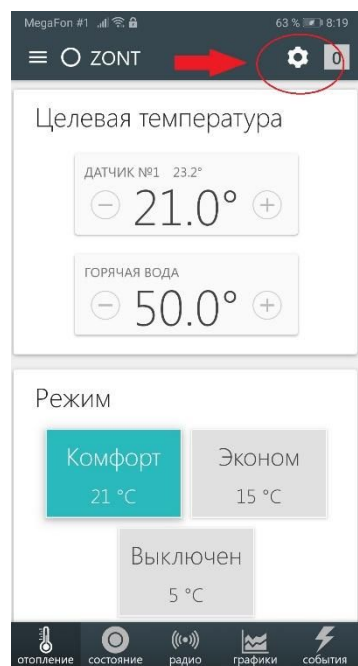 MegaFon #1 63 % 8:19
ZONT 0
Целевая температура
ДАТЧИК №1 23.2°
21.0°
ГОРЯЧАЯ ВОДА
50.0°
Режим
Комфорт Эконом
21 °C 15 °C
Выключен
5 °C
отопление состояние радио графики события